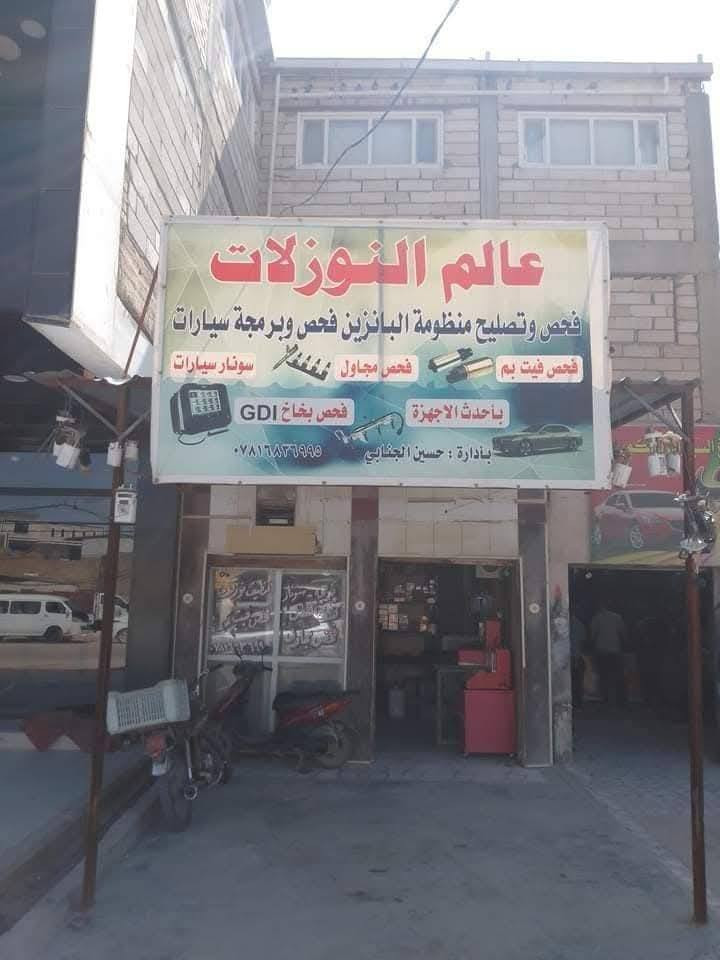 عالم النوزلات
فحص وتصليح منظومة البانزين فحص وبرمجة سيارات
فحص فيت بم
فحص مجاول
سونار سيارات
بأحدث الاجهزة
فحص بخاخ GDI
بأدارة : حسين الجنابي
٠٧٨١٦٨٣٦٩٩٥